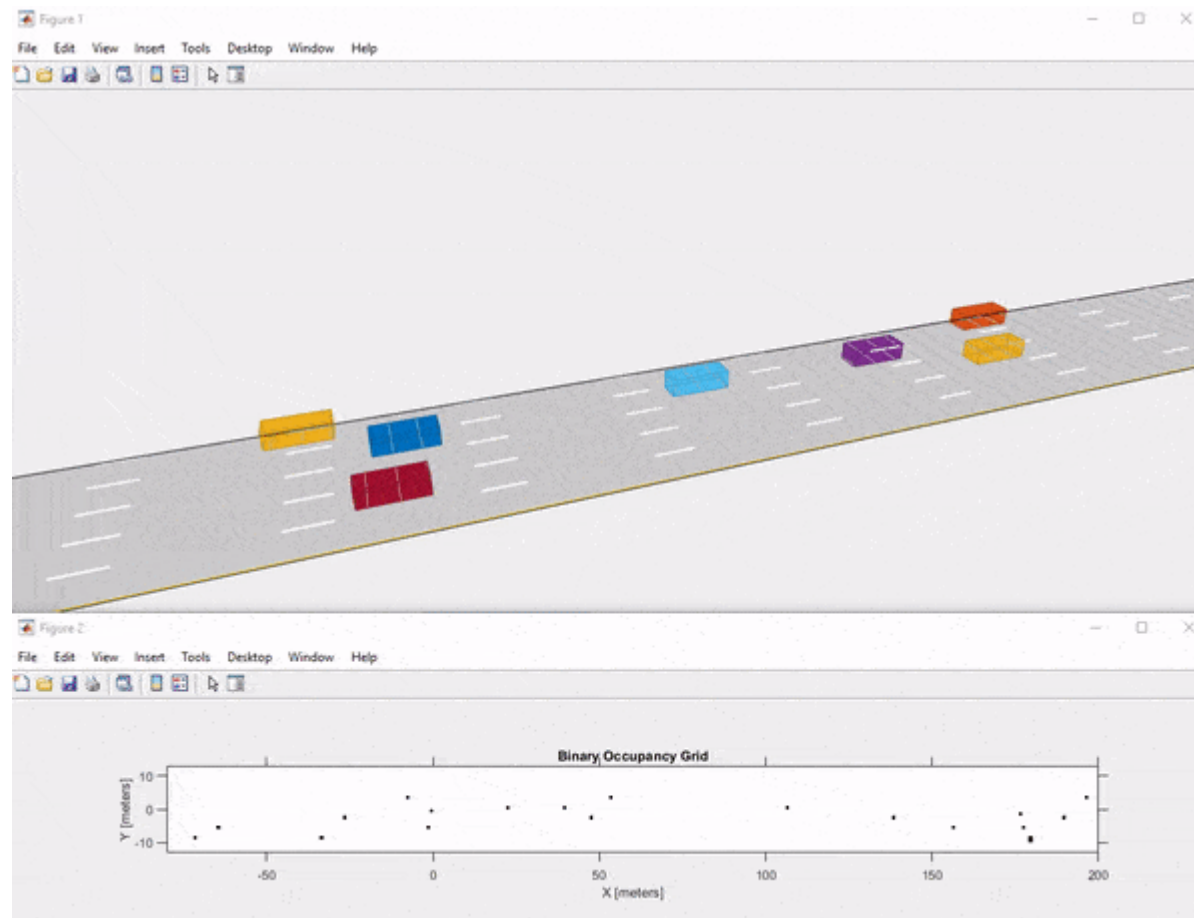 Figure 1
File Edit View Insert Tools Desktop Window Help
Figure 2
File Edit View Insert Tools Desktop Window Help
Binary Occupancy Grid
10
0
-10
Y [meters]
-50 0 50 100 150 200
X [meters]